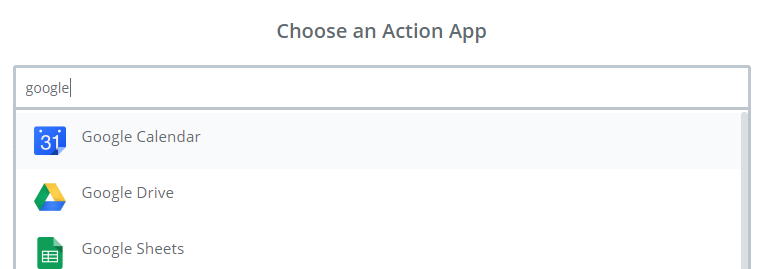 Choose an Action App
google
31
Google Calendar
Google Drive
Google Sheets